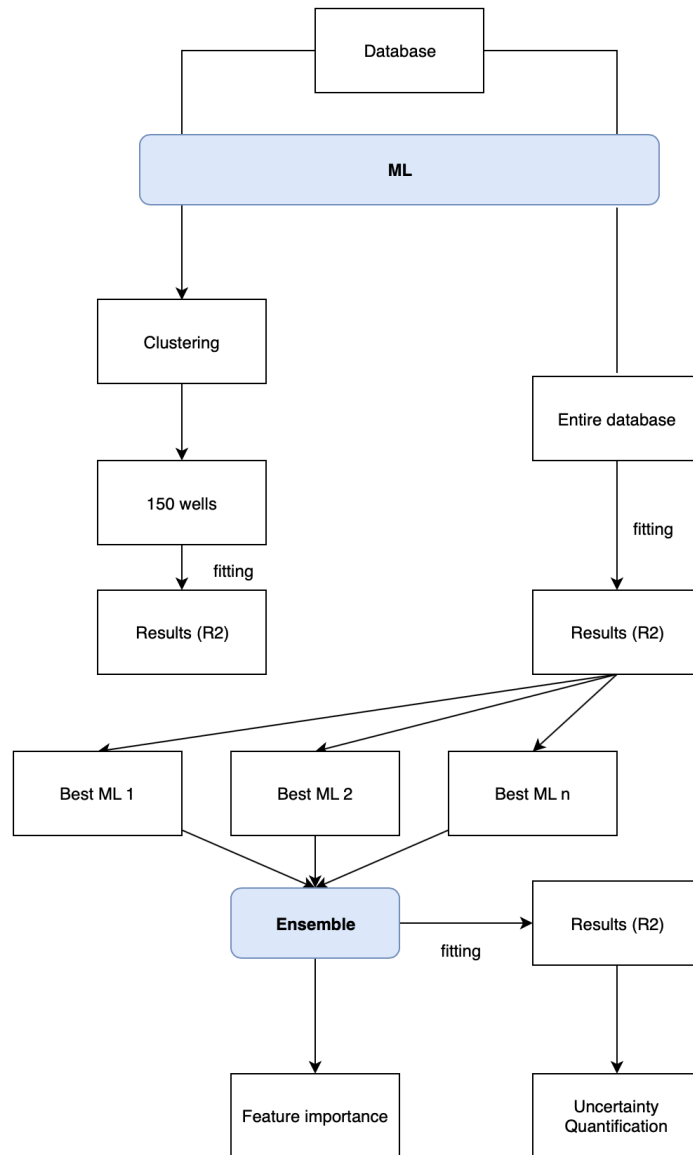 Database
ML
Clustering
Entire database
150 wells
fitting
fitting
Results (R2)
Results (R2)
Best ML 1
Best ML 2
Best ML n
Ensemble
fitting
Results (R2)
Feature importance
Uncertainty
Quantification